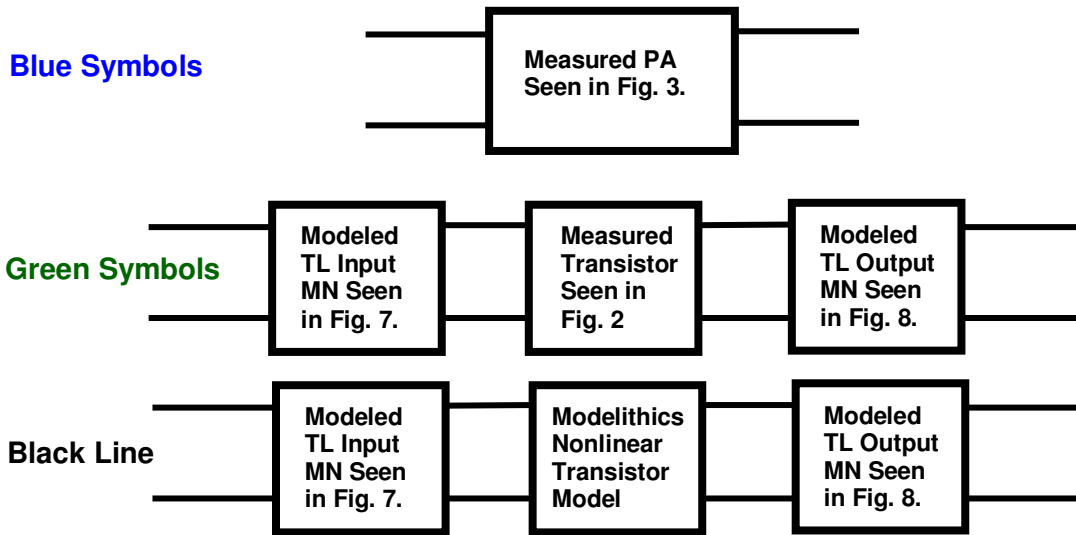 Blue Symbols
Measured PA
Seen in Fig. 3.
Green Symbols
Modeled
TL Input
MN Seen
in Fig. 7.
Measured
Transistor
Seen in
Fig. 2
Modeled
TL Output
MN Seen
in Fig. 8.
Black Line
Modeled
TL Input
MN Seen
in Fig. 7.
Modelithics
Nonlinear
Transistor
Model
Modeled
TL Output
MN Seen
in Fig. 8.